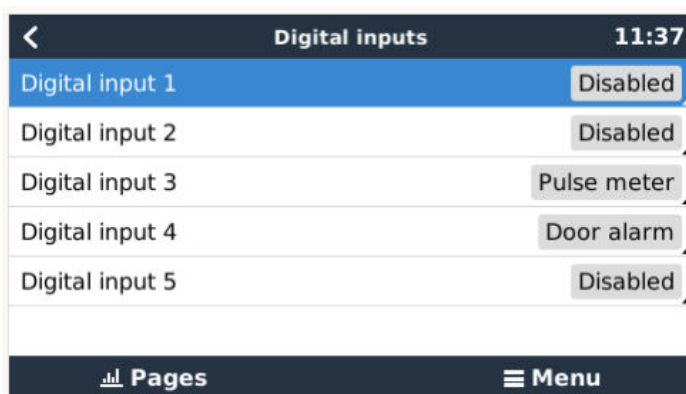 Digital inputs 11:37
Digital input 1 Disabled
Digital input 2 Disabled
Digital input 3 Pulse meter
Digital input 4 Door alarm
Digital input 5 Disabled
Pages Menu